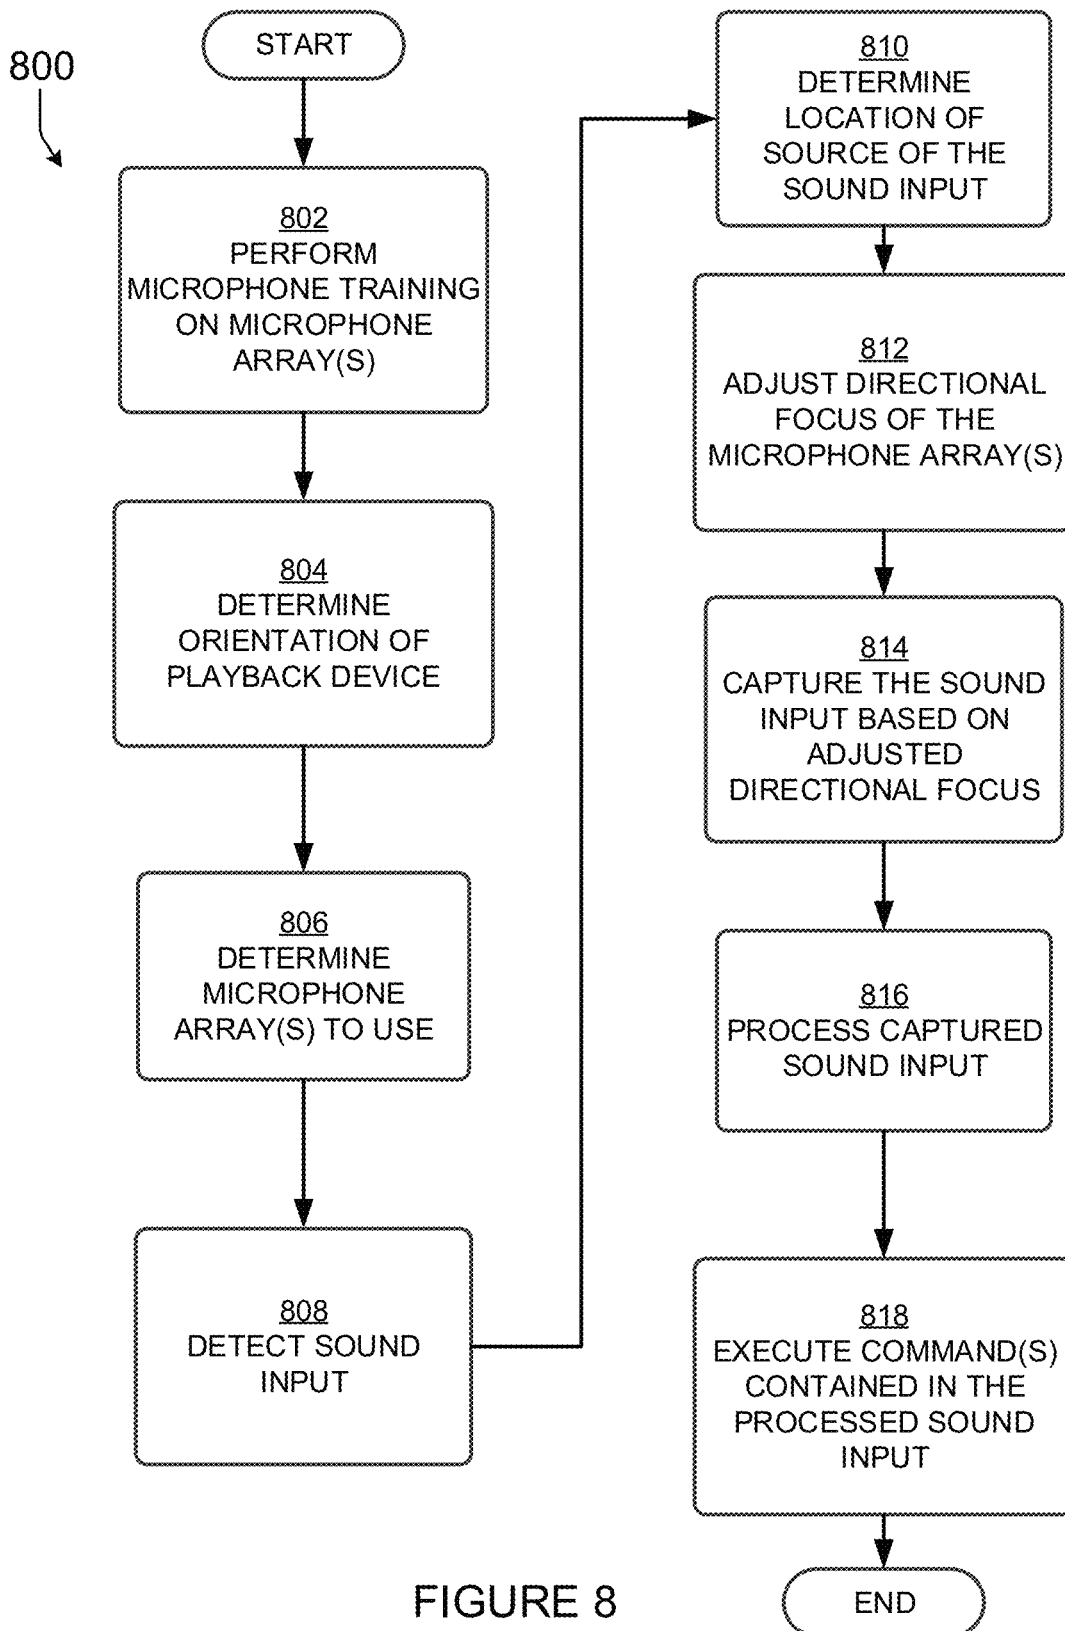 800
START
802
PERFORM
MICROPHONE TRAINING
ON MICROPHONE
ARRAY(S)
804
DETERMINE
ORIENTATION OF
PLAYBACK DEVICE
806
DETERMINE
MICROPHONE
ARRAY(S) TO USE
808
DETECT SOUND
INPUT
810
DETERMINE
LOCATION OF
SOURCE OF THE
SOUND INPUT
812
ADJUST DIRECTIONAL
FOCUS OF THE
MICROPHONE ARRAY(S)
814
CAPTURE THE SOUND
INPUT BASED ON
ADJUSTED
DIRECTIONAL FOCUS
816
PROCESS CAPTURED
SOUND INPUT
818
EXECUTE COMMAND(S)
CONTAINED IN THE
PROCESSED SOUND
INPUT
END
FIGURE 8